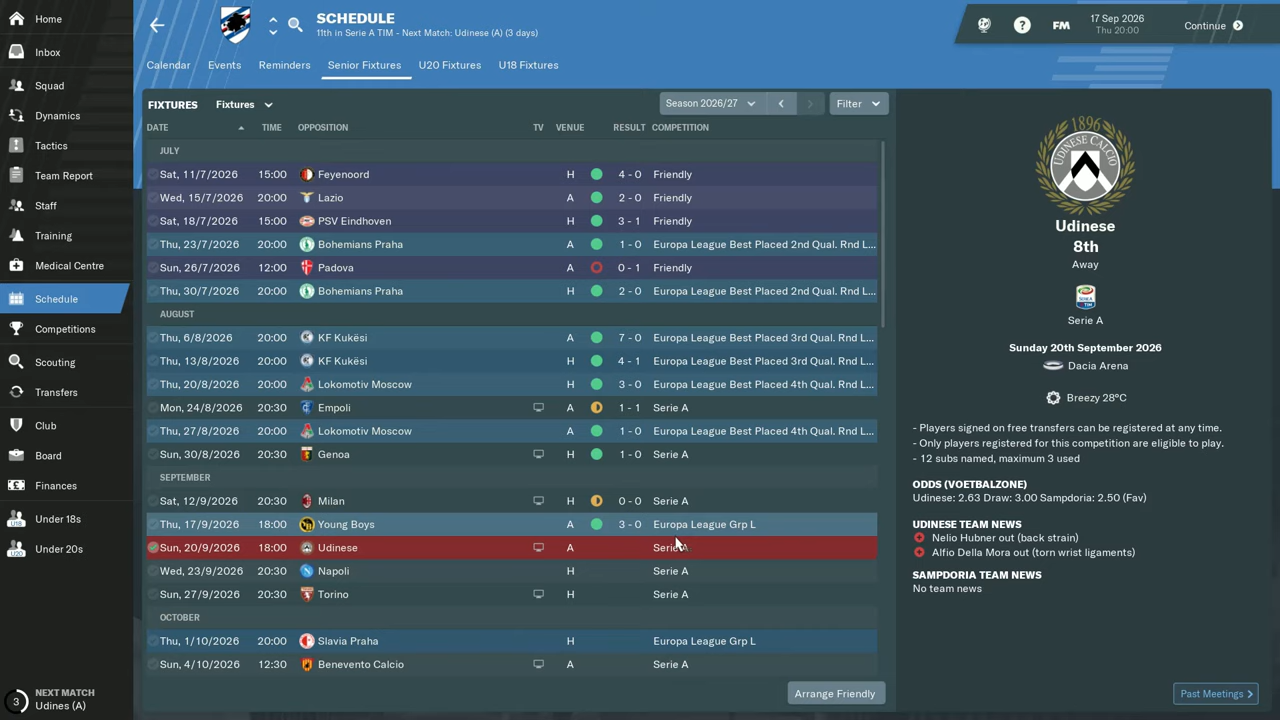 Home
Inbox
Squad
Dynamics
Tactics
Team Report
Staff
Training
Medical Centre
Schedule
Competitions
Scouting
Transfers
Club
Board
Finances
U18
Under 18s
U20
Under 20s
3
NEXT MATCH
Udines (A)
SCHEDULE
11th in Serie A TIM - Next Match: Udinese (A) (3 days)
FM
17 Sep 2026
Thu 20:00
Continue
Calendar
Events
Reminders
Senior Fixtures
U20 Fixtures
U18 Fixtures
FIXTURES
Fixtures
Season 2026/27
Filter
DATE TIME OPPOSITION TV VENUE RESULT COMPETITION
JULY
Sat, 11/7/2026 15:00 Feyenoord H 4 - 0 Friendly
Wed, 15/7/2026 20:00 Lazio A 2 - 0 Friendly
Sat, 18/7/2026 15:00 PSV Eindhoven H 3 - 1 Friendly
Thu, 23/7/2026 20:00 Bohemians Praha A 1 - 0 Europa League Best Placed 2nd Qual. Rnd L...
Sun, 26/7/2026 12:00 Padova A 0 - 1 Friendly
Thu, 30/7/2026 20:00 Bohemians Praha H 2 - 0 Europa League Best Placed 2nd Qual. Rnd L...
AUGUST
Thu, 6/8/2026 20:00 KF Kukësi A 7 - 0 Europa League Best Placed 3rd Qual. Rnd L...
Thu, 13/8/2026 20:00 KF Kukësi H 4 - 1 Europa League Best Placed 3rd Qual. Rnd L...
Thu, 20/8/2026 20:00 Lokomotiv Moscow H 3 - 0 Europa League Best Placed 4th Qual. Rnd L...
Mon, 24/8/2026 20:30 Empoli A 1 - 1 Serie A
Thu, 27/8/2026 20:00 Lokomotiv Moscow A 1 - 0 Europa League Best Placed 4th Qual. Rnd L...
Sun, 30/8/2026 20:30 Genoa H 1 - 0 Serie A
SEPTEMBER
Sat, 12/9/2026 20:30 Milan H 0 - 0 Serie A
Thu, 17/9/2026 18:00 Young Boys A 3 - 0 Europa League Grp L
Sun, 20/9/2026 18:00 Udinese A Serie A
Wed, 23/9/2026 20:30 Napoli H Serie A
Sun, 27/9/2026 20:30 Torino H Serie A
OCTOBER
Thu, 1/10/2026 20:00 Slavia Praha H Europa League Grp L
Sun, 4/10/2026 12:30 Benevento Calcio A Serie A
Arrange Friendly
1896
UDINESE CALCIO
Udinese
8th
Away
Serie A
Sunday 20th September 2026
Dacia Arena
Breezy 28°C
- Players signed on free transfers can be registered at any time.
- Only players registered for this competition are eligible to play.
- 12 subs named, maximum 3 used
ODDS (VOETBALZONE)
Udinese: 2.63 Draw: 3.00 Sampdoria: 2.50 (Fav)
UDINESE TEAM NEWS
Nelio Hubner out (back strain)
Alfio Della Mora out (torn wrist ligaments)
SAMPDORIA TEAM NEWS
No team news
Past Meetings